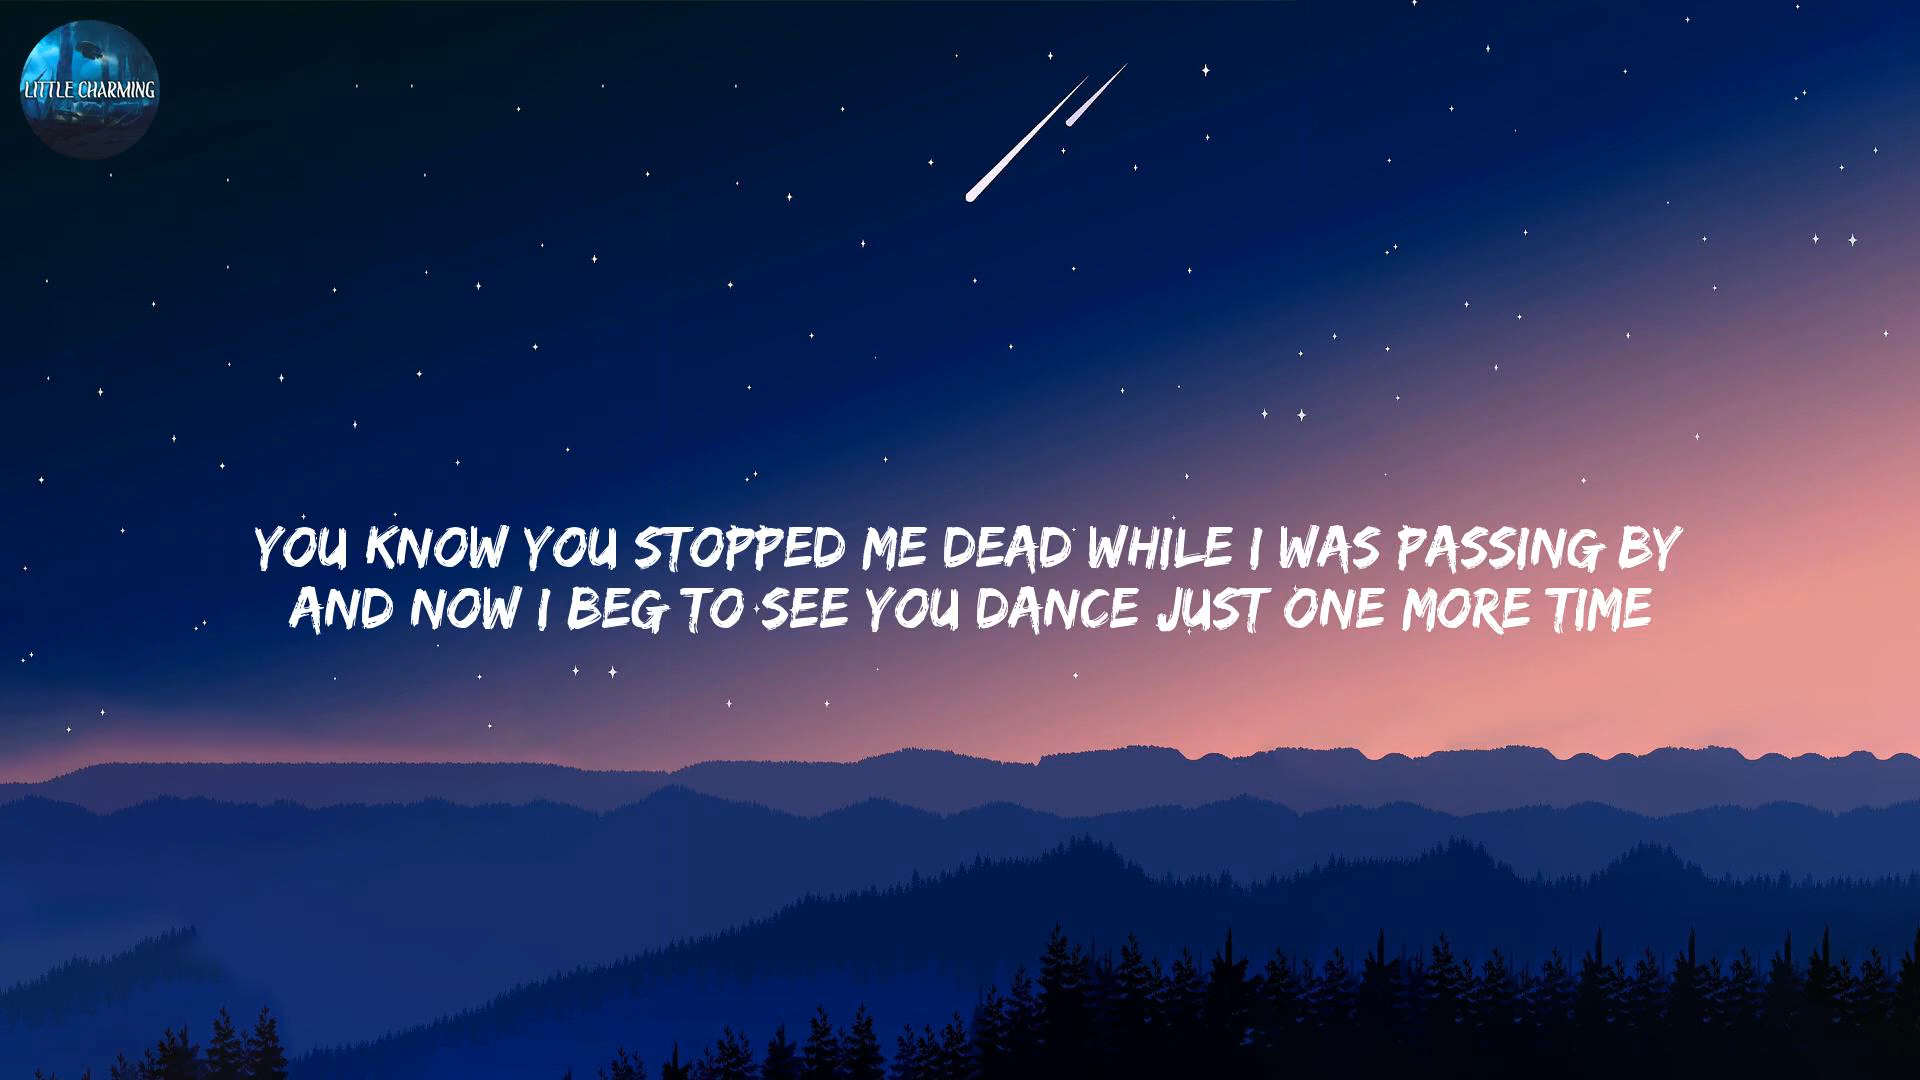 LITTLE CHARMING
YOU KNOW YOU STOPPED ME DEAD WHILE I WAS PASSING BY
AND NOW I BEG TO SEE YOU DANCE JUST ONE MORE TIME